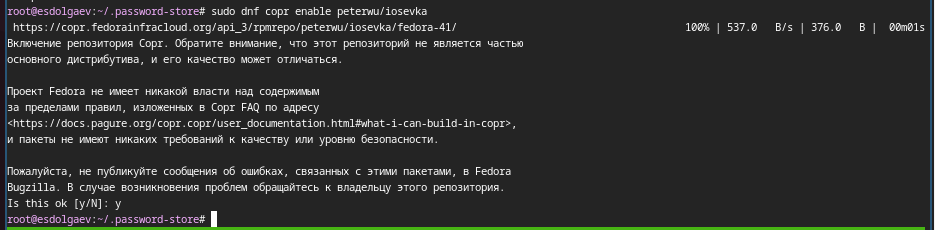 root@esdolgaev:~/.password-store# sudo dnf copr enable peterwu/iosevka
https://copr.fedorainfracloud.org/api_3/rpmrepo/peterwu/iosevka/fedora-41/ 100% | 537.0 B/s | 376.0 B | 00m01s
Включение репозитория Copr. Обратите внимание, что этот репозиторий не является частью
основного дистрибутива, и его качество может отличаться.

Проект Fedora не имеет никакой власти над содержимым
за пределами правил, изложенных в Copr FAQ по адресу
<https://docs.pagure.org/copr.copr/user_documentation.html#what-i-can-build-in-copr>,
и пакеты не имеют никаких требований к качеству или уровню безопасности.

Пожалуйста, не публикуйте сообщения об ошибках, связанных с этими пакетами, в Fedora
Bugzilla. В случае возникновения проблем обращайтесь к владельцу этого репозитория.
Is this ok [y/N]: y
root@esdolgaev:~/.password-store#